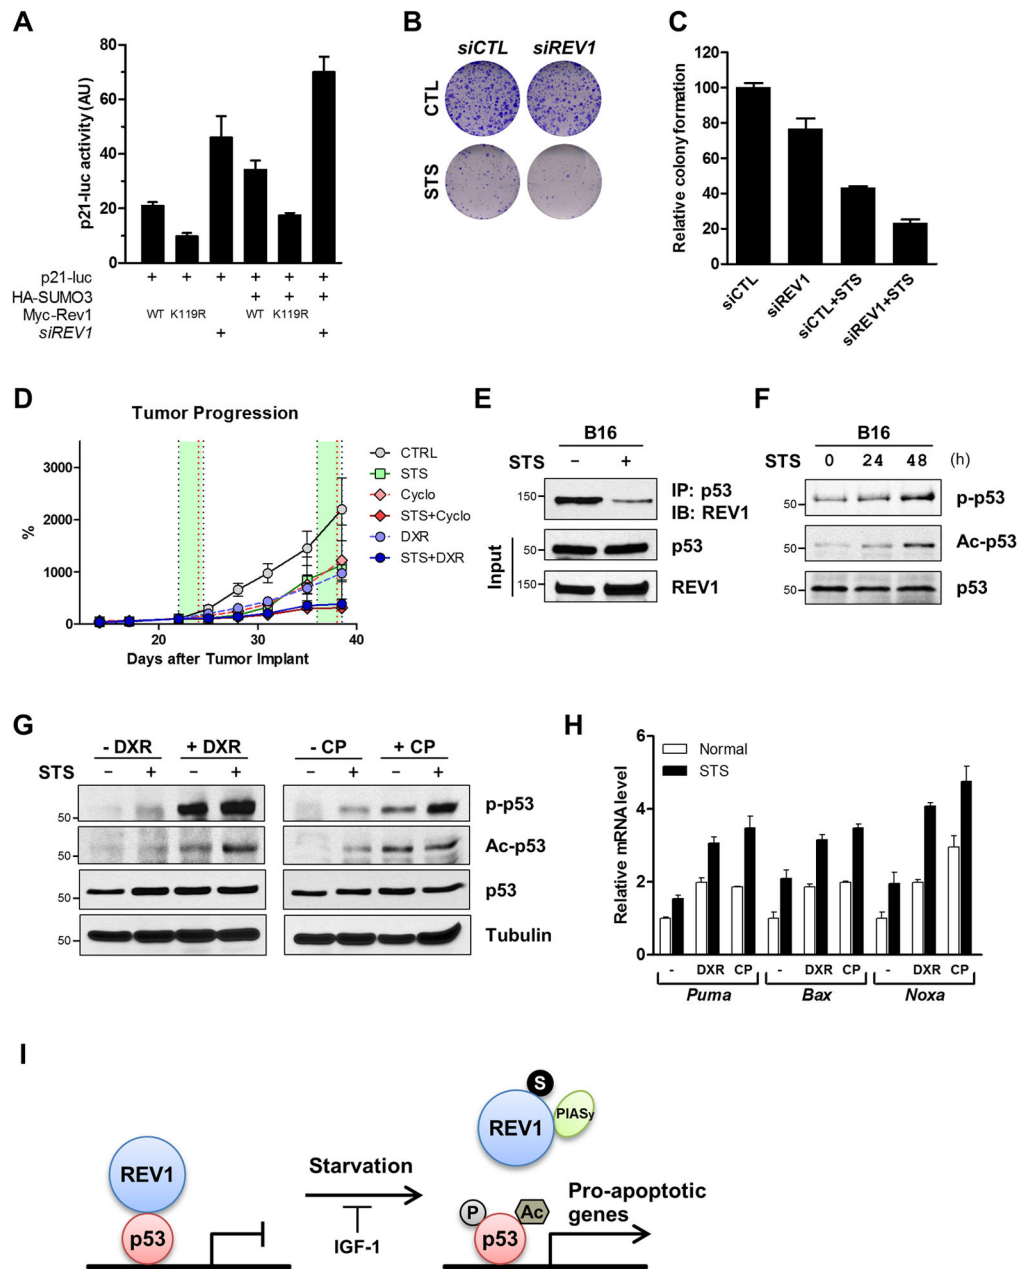 A
p21-luc activity (AU)
80
60
40
20
0
p21-luc + + + + + +
HA-SUMO3 + + +
Myc-Rev1 WT K119R WT K119R
siREV1 + +
B
siCTL siREV1
CTL
STS
C
Relative colony formation
120
100
80
60
40
20
0
siCTL
siREV1
siCTL+STS
siREV1+STS
D
Tumor Progression
%
3000
2000
1000
0
20 30 40
Days after Tumor Implant
CTRL
STS
Cyclo
STS+Cyclo
DXR
STS+DXR
E
B16
STS − +
150
IP: p53
IB: REV1
Input
50
p53
150
REV1
F
B16
STS 0 24 48 (h)
50
p-p53
50
Ac-p53
50
p53
G
- DXR + DXR
- CP + CP
STS − + − + − + − +
50
p-p53
50
Ac-p53
50
p53
50
Tubulin
H
Relative mRNA level
6
4
2
0
Normal
STS
- DXR CP - DXR CP - DXR CP
Puma Bax Noxa
I
REV1
p53
Starvation
IGF-1
S
REV1
PIASy
P
Ac
p53
Pro-apoptotic
genes